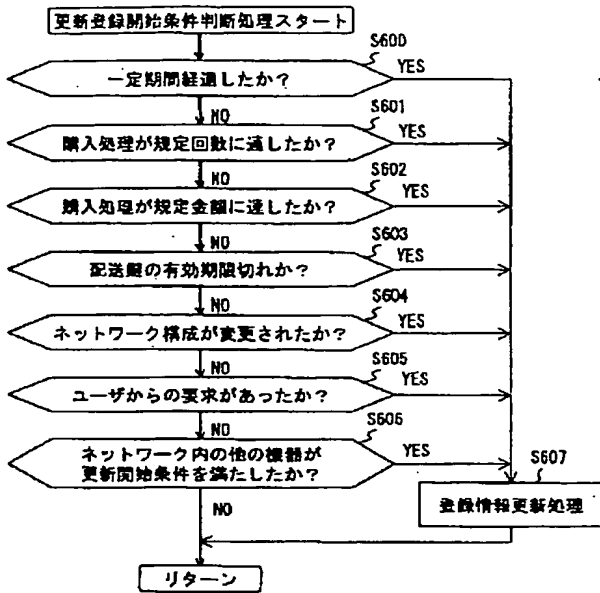 更新登録開始条件判断処理スタート
S600
一定期間経過したか?
YES
NO
S601
購入処理が規定回数に達したか?
YES
NO
S602
購入処理が規定金額に達したか?
YES
NO
S603
配送鍵の有効期限切れか?
YES
NO
S604
ネットワーク構成が変更されたか?
YES
NO
S605
ユーザからの要求があったか?
YES
NO
S606
ネットワーク内の他の機器が
更新開始条件を満たしたか?
YES
NO
S607
登録情報更新処理
リターン